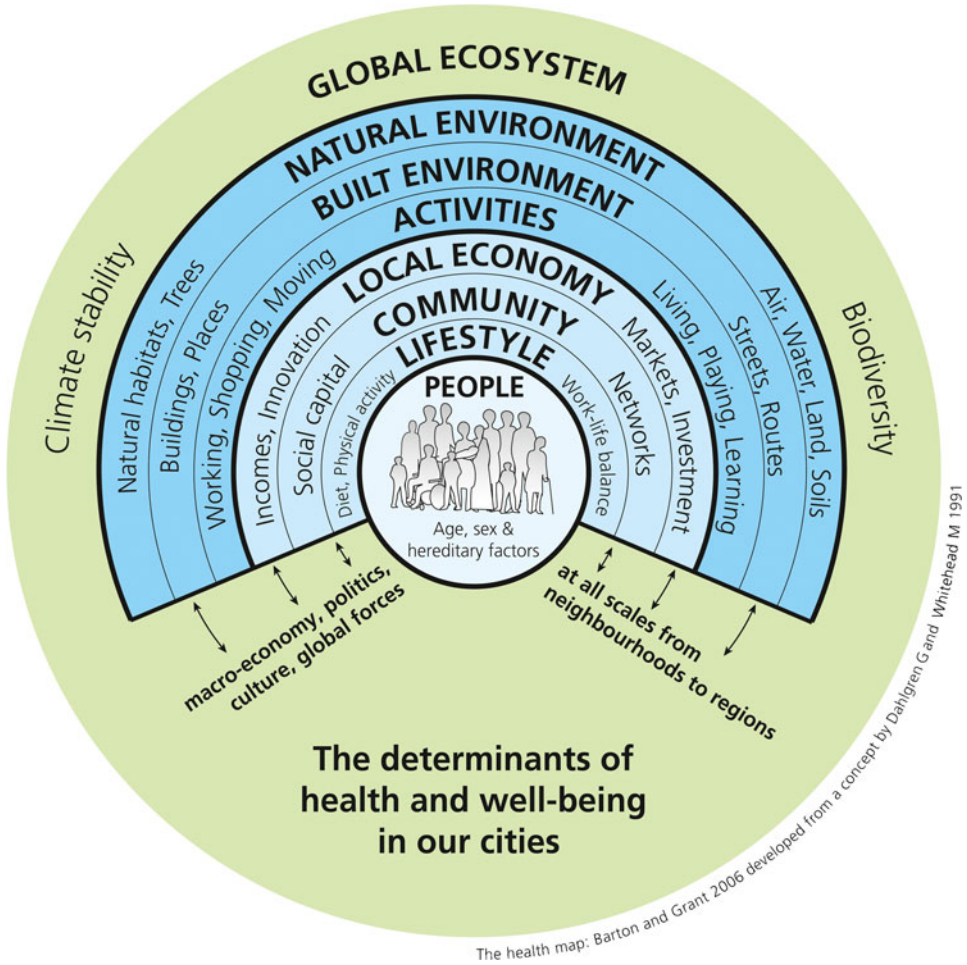 GLOBAL ECOSYSTEM
NATURAL ENVIRONMENT
BUILT ENVIRONMENT
ACTIVITIES
LOCAL ECONOMY
COMMUNITY
LIFESTYLE
PEOPLE
Age, sex &
hereditary factors
Climate stability
Natural habitats, Trees
Buildings, Places
Working, Shopping, Moving
Incomes, Innovation
Social capital
Diet, Physical activity
Work-life balance
Networks
Markets, Investment
Living, Playing, Learning
Streets, Routes
Air, Water, Land, Soils
Biodiversity
macro-economy, politics,
culture, global forces
at all scales from
neighbourhoods to regions
The determinants of
health and well-being
in our cities
The health map: Barton and Grant 2006 developed from a concept by Dahlgren G and Whitehead M 1991